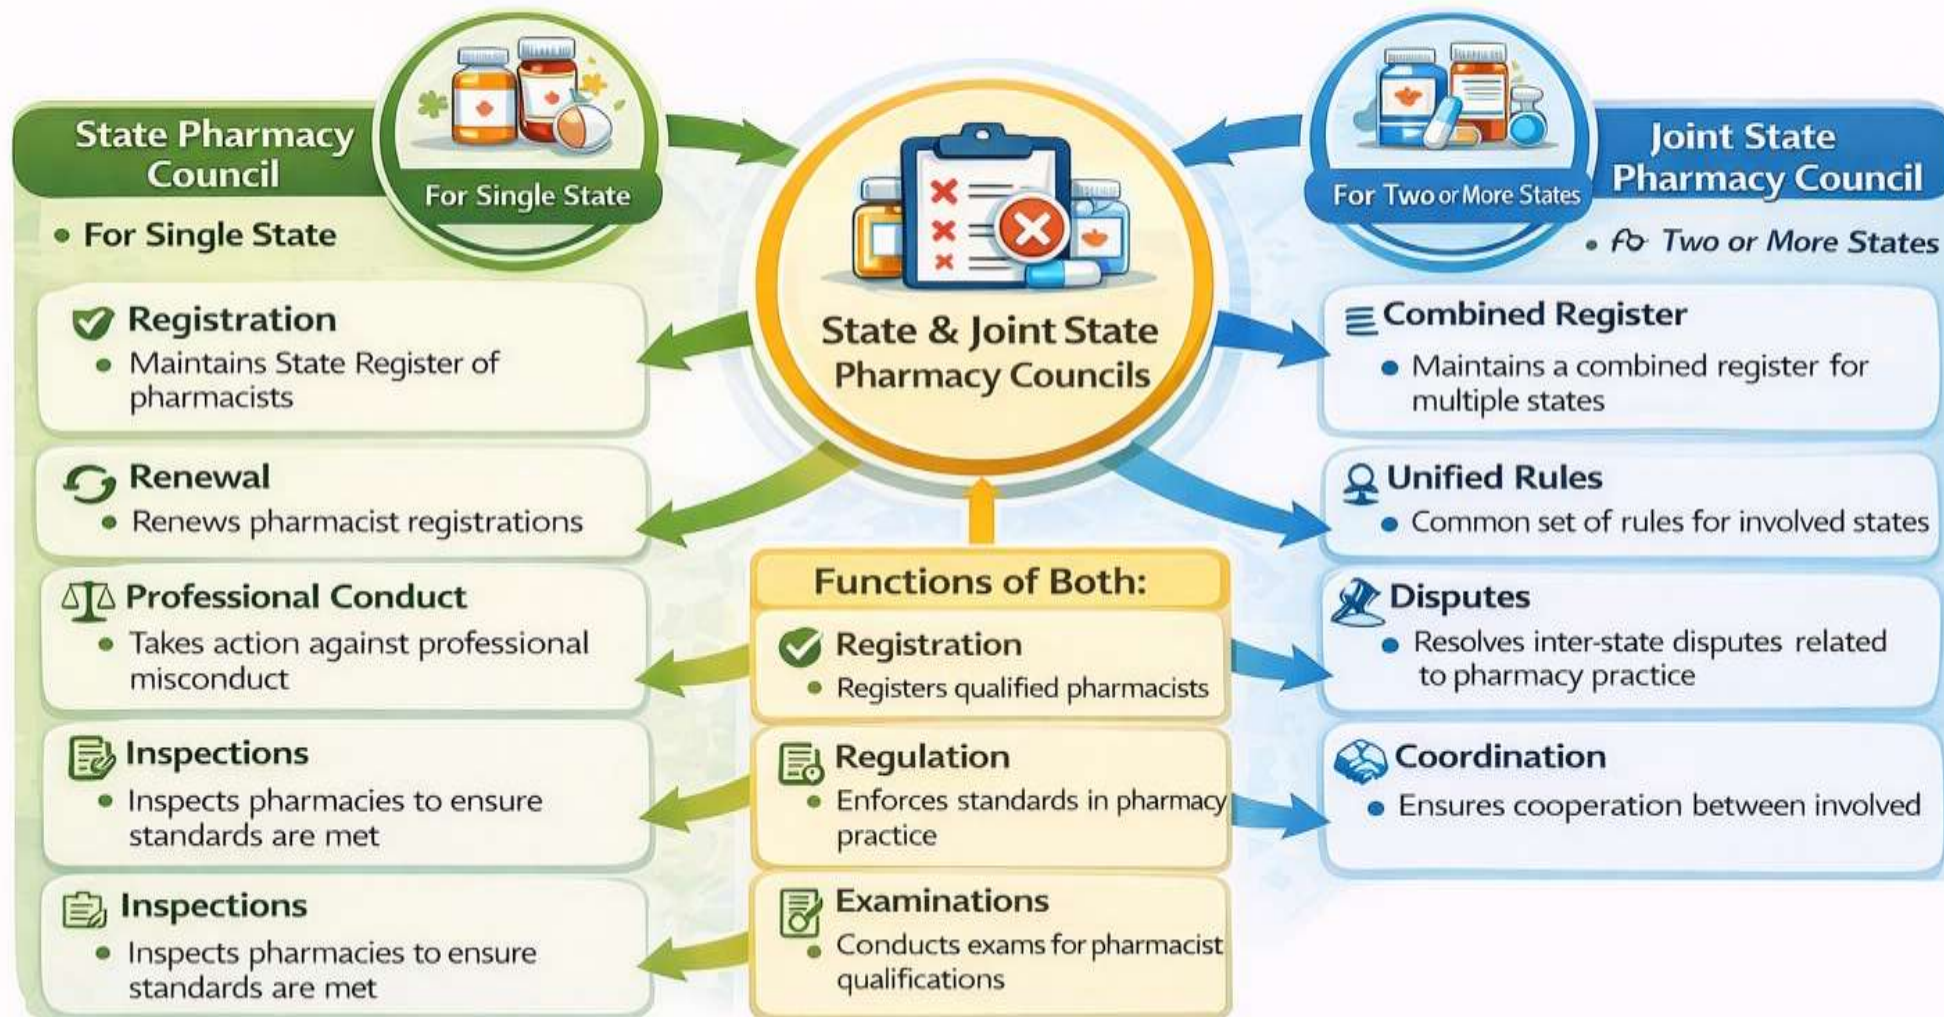 State Pharmacy
Council
For Single State
• For Single State
Registration
• Maintains State Register of
pharmacists
Renewal
• Renews pharmacist registrations
Professional Conduct
• Takes action against professional
misconduct
Inspections
• Inspects pharmacies to ensure
standards are met
Inspections
• Inspects pharmacies to ensure
standards are met
State & Joint State
Pharmacy Councils
Functions of Both:
Registration
• Registers qualified pharmacists
Regulation
• Enforces standards in pharmacy
practice
Examinations
• Conducts exams for pharmacist
qualifications
For Two or More States
Joint State
Pharmacy Council
• Two or More States
Combined Register
• Maintains a combined register for
multiple states
Unified Rules
• Common set of rules for involved states
Disputes
• Resolves inter-state disputes related
to pharmacy practice
Coordination
• Ensures cooperation between involved